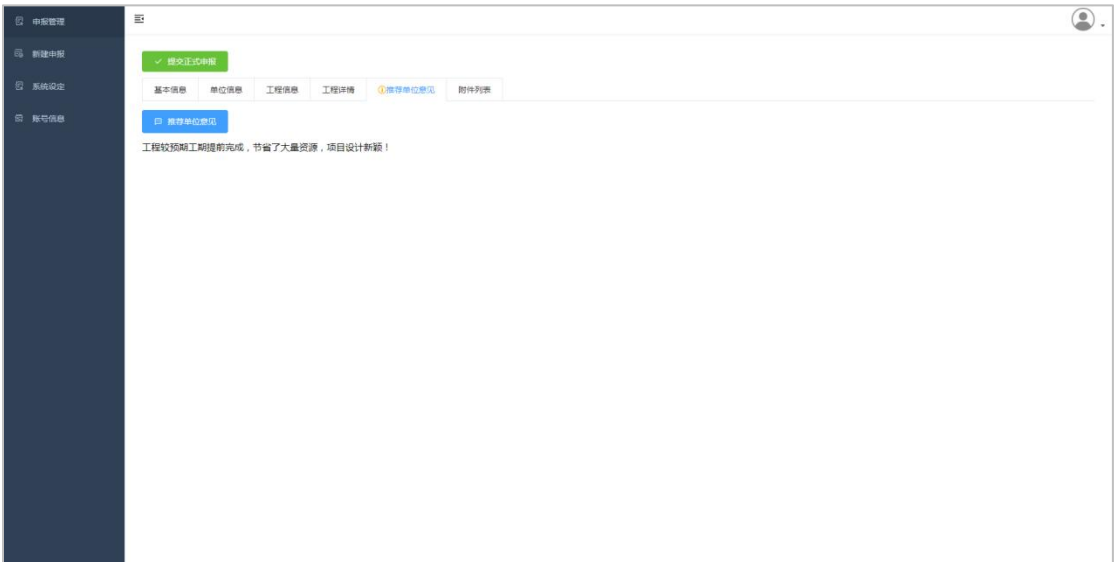 申报管理
新建申报
系统设定
账号信息
提交正式申报
基本信息 单位信息 工程信息 工程详情 ①推荐单位意见 附件列表
推荐单位意见
工程较预期工期提前完成，节省了大量资源，项目设计新颖！